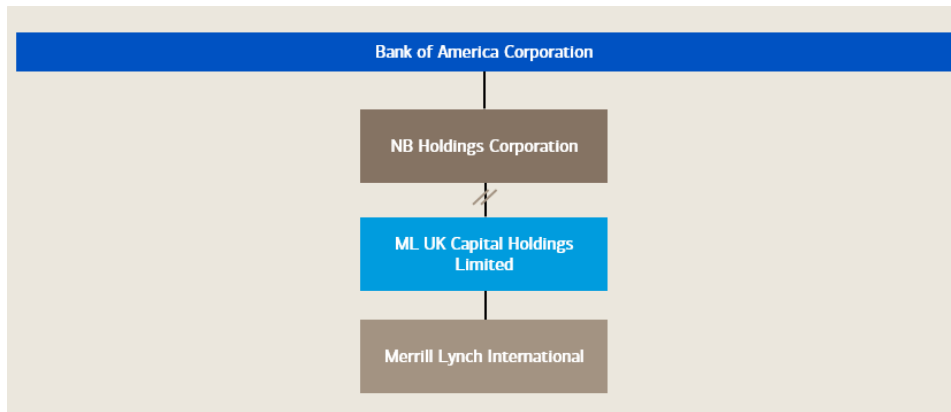 Bank of America Corporation
NB Holdings Corporation
ML UK Capital Holdings
Limited
Merrill Lynch International